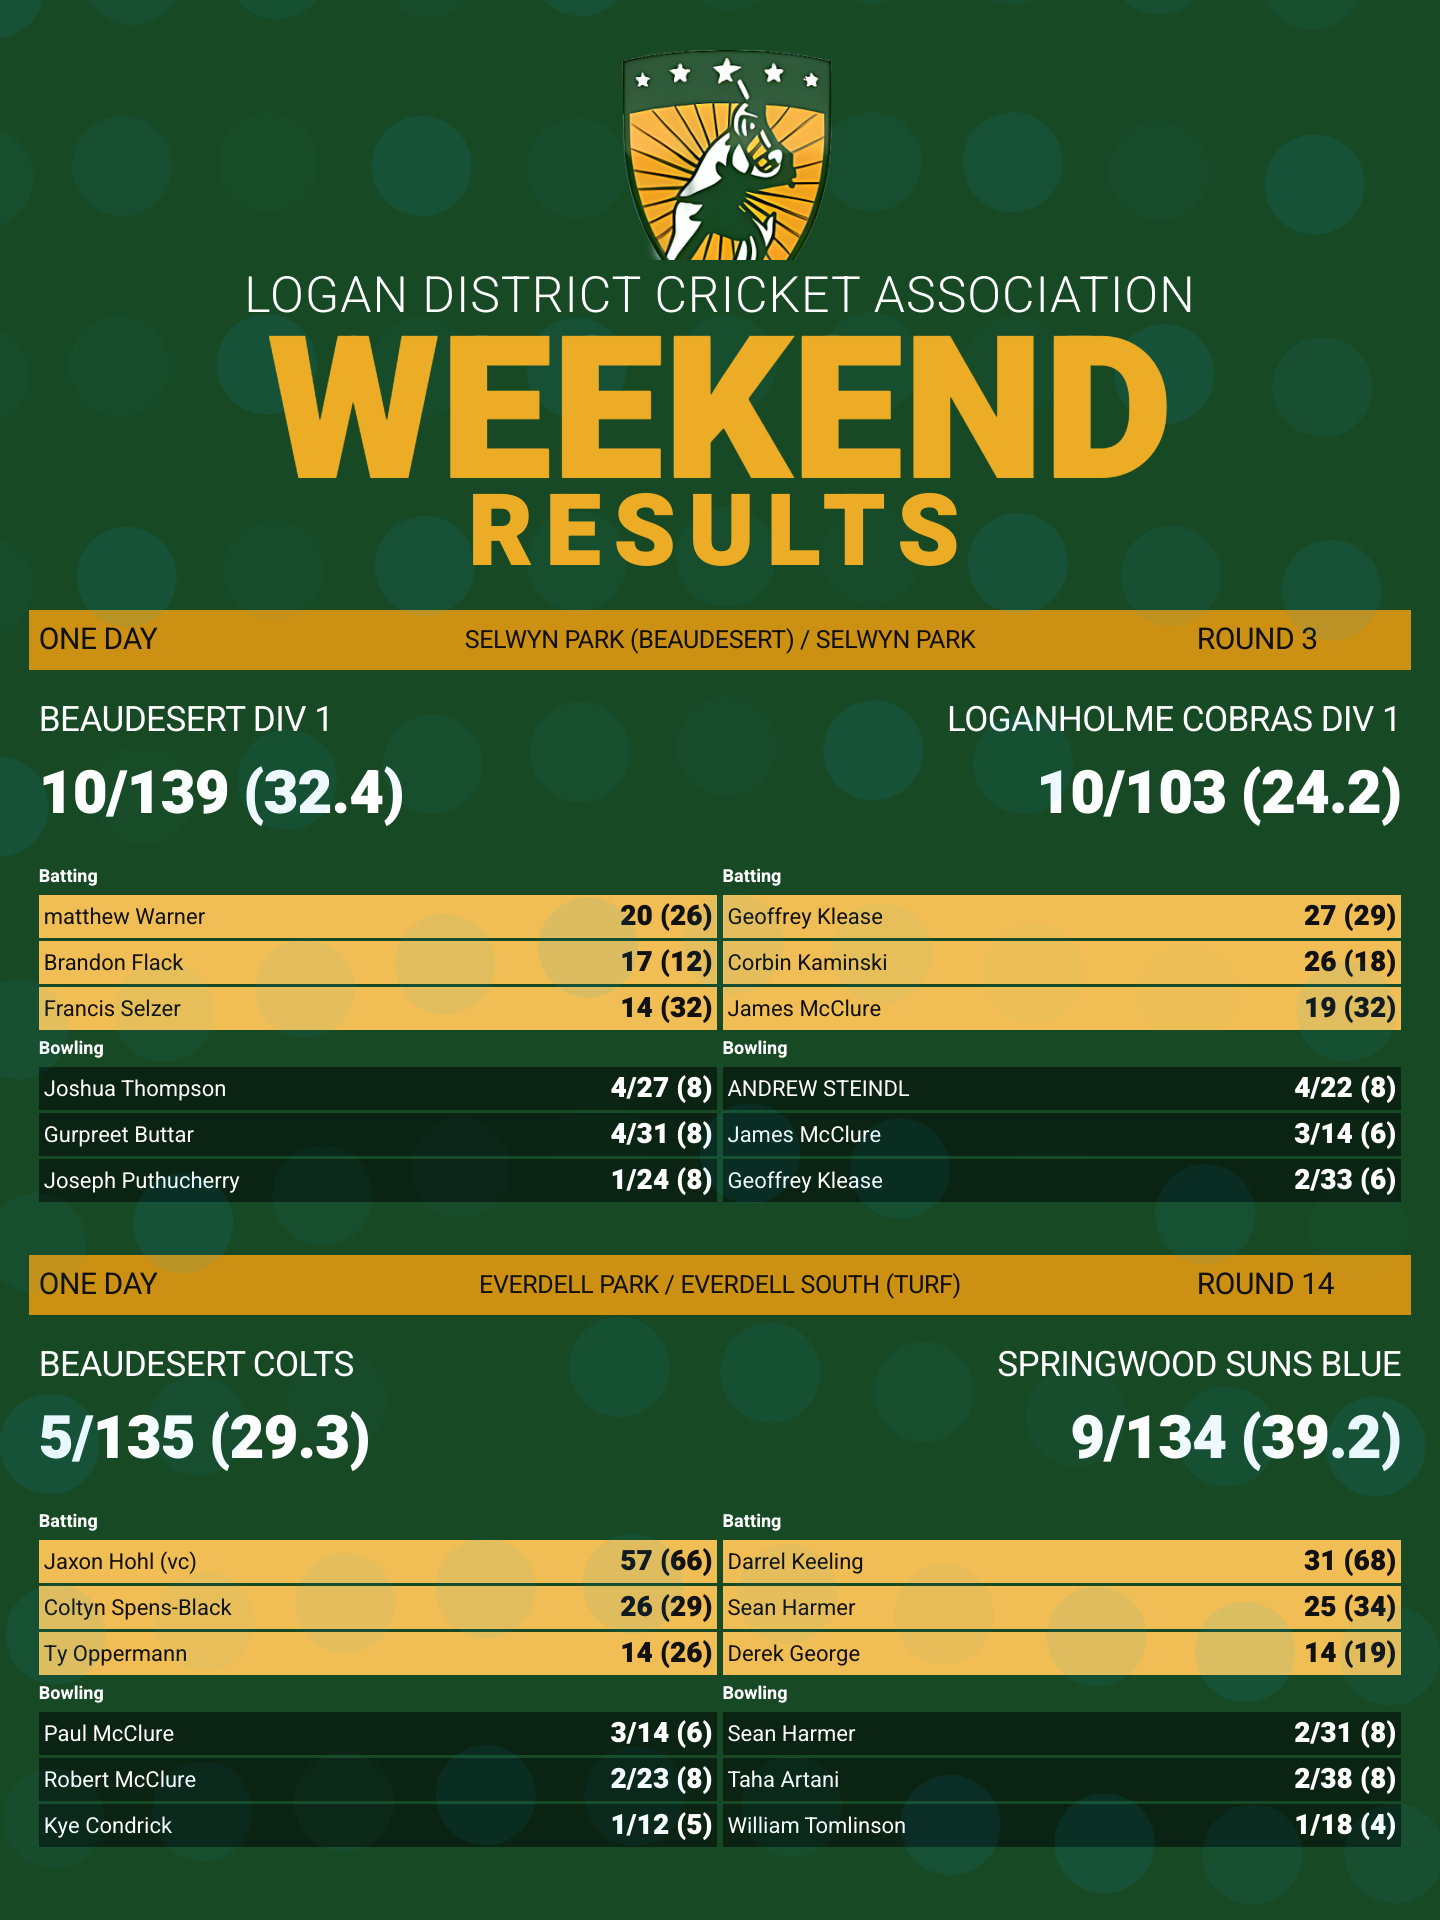 LOGAN DISTRICT CRICKET ASSOCIATION
WEEKEND
RESULTS
ONE DAY SELWYN PARK (BEAUDESERT) / SELWYN PARK ROUND 3
BEAUDESERT DIV 1 LOGANHOLME COBRAS DIV 1
10/139 (32.4) 10/103 (24.2)
Batting Batting
matthew Warner 20 (26) Geoffrey Klease 27 (29)
Brandon Flack 17 (12) Corbin Kaminski 26 (18)
Francis Selzer 14 (32) James McClure 19 (32)
Bowling Bowling
Joshua Thompson 4/27 (8) ANDREW STEINDL 4/22 (8)
Gurpreet Buttar 4/31 (8) James McClure 3/14 (6)
Joseph Puthucherry 1/24 (8) Geoffrey Klease 2/33 (6)
ONE DAY EVERDELL PARK / EVERDELL SOUTH (TURF) ROUND 14
BEAUDESERT COLTS SPRINGWOOD SUNS BLUE
5/135 (29.3) 9/134 (39.2)
Batting Batting
Jaxon Hohl (vc) 57 (66) Darrel Keeling 31 (68)
Coltyn Spens-Black 26 (29) Sean Harmer 25 (34)
Ty Oppermann 14 (26) Derek George 14 (19)
Bowling Bowling
Paul McClure 3/14 (6) Sean Harmer 2/31 (8)
Robert McClure 2/23 (8) Taha Artani 2/38 (8)
Kye Condrick 1/12 (5) William Tomlinson 1/18 (4)